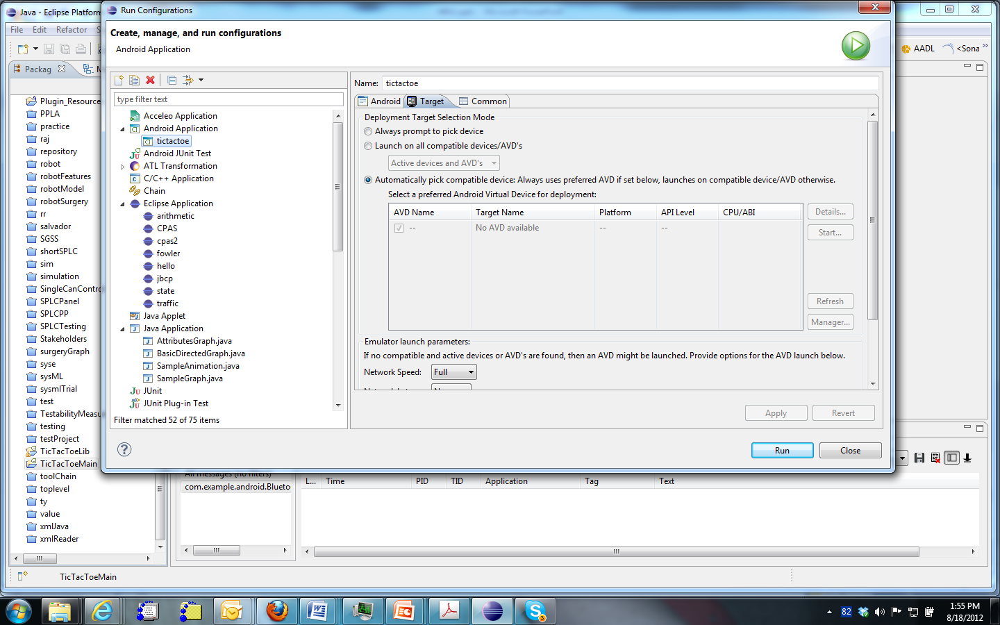 Java - Eclipse Platform
File Edit Refactor
Packag
Plugin_Resource
PPLA
practice
raj
repository
robot
robotFeatures
robotModel
robotSurgery
rr
salvador
SGSS
shortSPLC
sim
simulation
SingleCanContro
SPLCPanel
SPLCPP
SPLCTesting
Stakeholders
surgeryGraph
syse
sysML
sysmlTrial
test
TestabilityMeasu
testing
testProject
TicTacToeLib
TicTacToeMain
toolChain
toplevel
ty
value
xmlJava
xmlReader
TicTacToeMain
Run Configurations
Create, manage, and run configurations
Android Application
type filter text
Acceleo Application
Android Application
tictactoe
Android JUnit Test
ATL Transformation
C/C++ Application
Chain
Eclipse Application
arithmetic
CPAS
cpas2
fowler
hello
jbcp
state
traffic
Java Applet
Java Application
AttributesGraph.java
BasicDirectedGraph.java
SampleAnimation.java
SampleGraph.java
JUnit
JUnit Plug-in Test
Filter matched 52 of 75 items
Name: tictactoe
Android Target Common
Deployment Target Selection Mode
Always prompt to pick device
Launch on all compatible devices/AVD's
Active devices and AVD's
Automatically pick compatible device: Always uses preferred AVD if set below, launches on compatible device/AVD otherwise.
Select a preferred Android Virtual Device for deployment:
AVD Name Target Name Platform API Level CPU/ABI
-- No AVD available -- --
Details...
Start...
Refresh
Manager...
Emulator launch parameters:
If no compatible and active devices or AVD's are found, then an AVD might be launched. Provide options for the AVD launch below.
Network Speed: Full
Apply Revert
Run Close
AADL <Sona
All messages (no filters)
com.example.android.Blueto
L... Time PID TID Application Tag Text
82
1:55 PM
8/18/2012